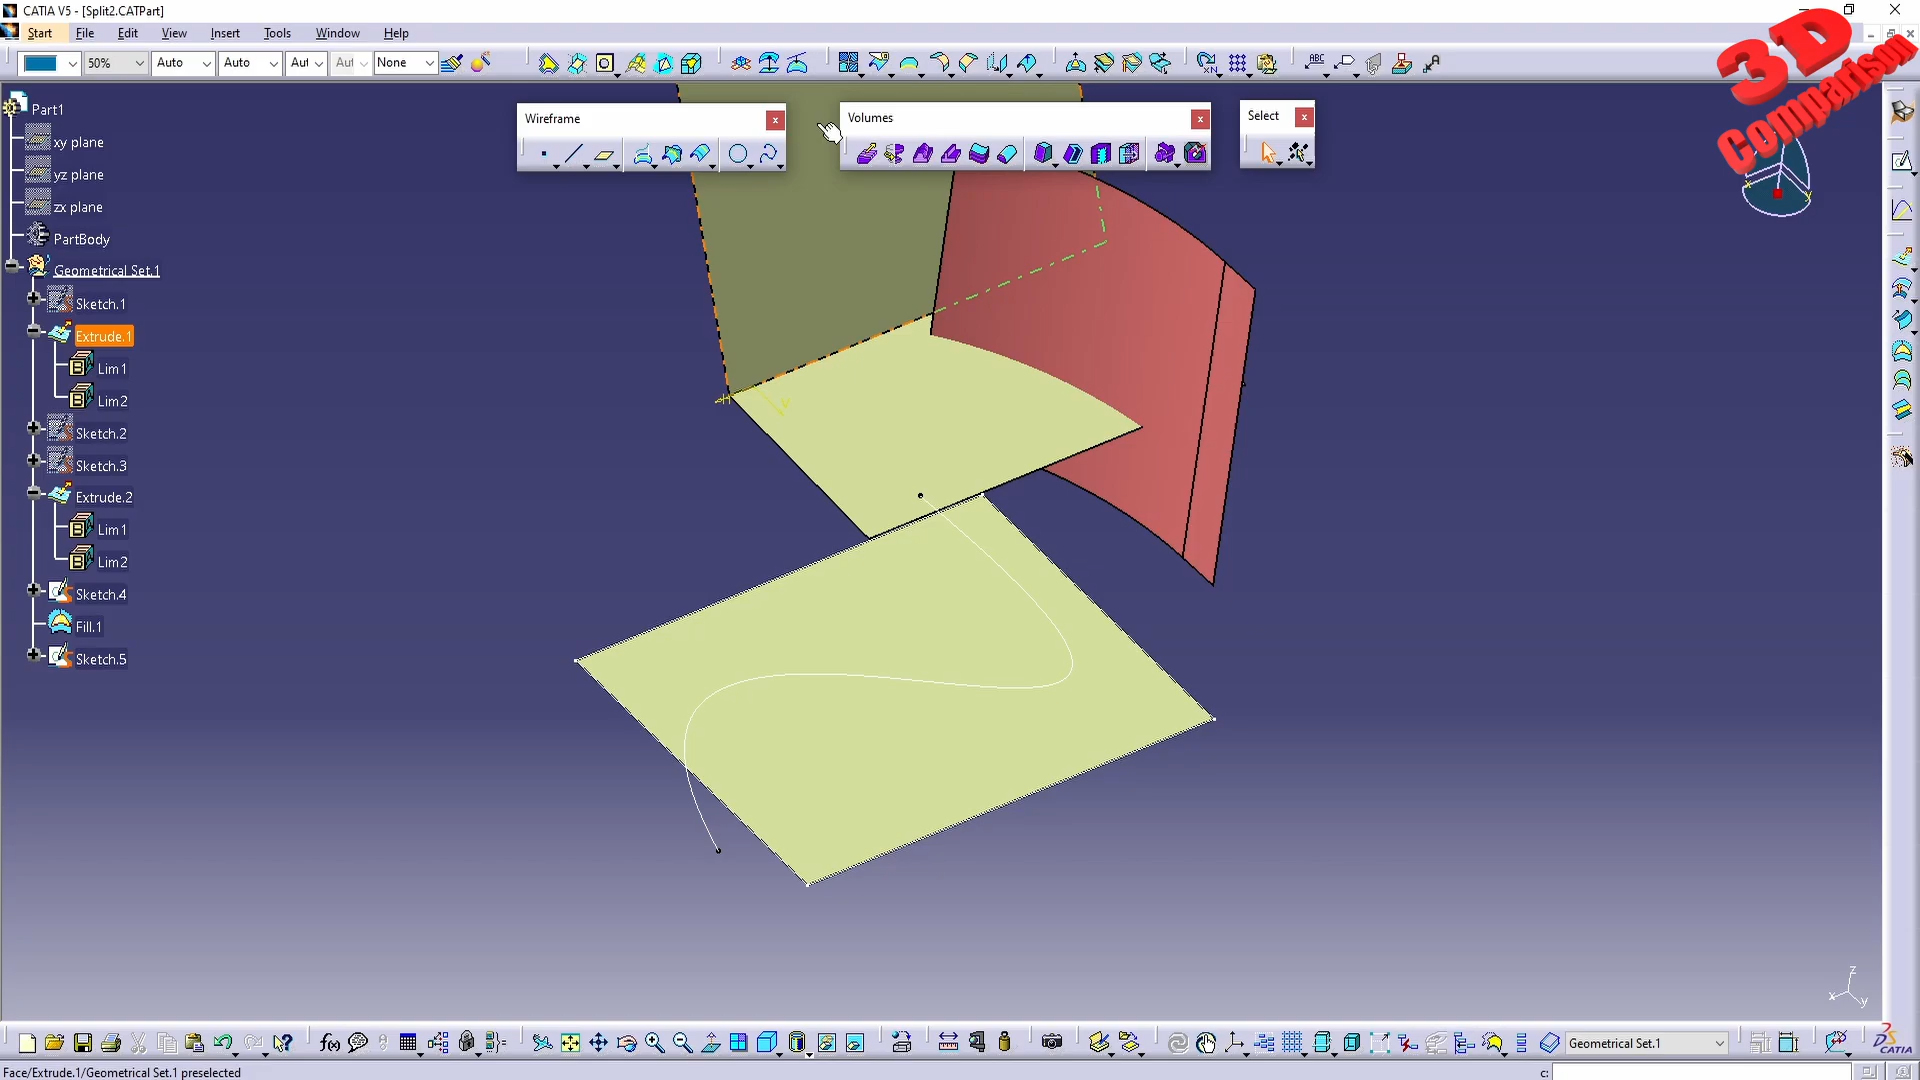 CATIA V5 - [Split2.CATPart]
Start File Edit View Insert Tools Window Help
50% Auto Auto Aut Aut None
3D
Comparison
Wireframe
Volumes
Select
Part1
xy plane
yz plane
zx plane
PartBody
Geometrical Set.1
Sketch.1
Extrude.1
Lim1
Lim2
Sketch.2
Sketch.3
Extrude.2
Lim1
Lim2
Sketch.4
Fill.1
Sketch.5
z
x y
f(x)
Geometrical Set.1
CATIA
Face/Extrude.1/Geometrical Set.1 preselected
c: